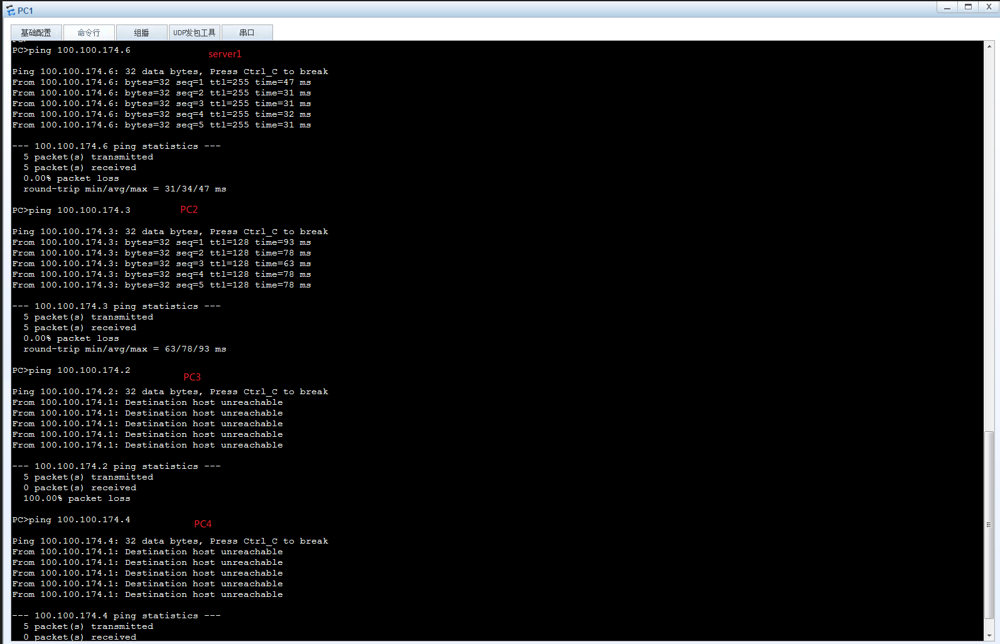 PC1
基础配置 命令行 组播 UDP发包工具 串口
PC>ping 100.100.174.6
server1
Ping 100.100.174.6: 32 data bytes, Press Ctrl_C to break
From 100.100.174.6: bytes=32 seq=1 ttl=255 time=47 ms
From 100.100.174.6: bytes=32 seq=2 ttl=255 time=31 ms
From 100.100.174.6: bytes=32 seq=3 ttl=255 time=31 ms
From 100.100.174.6: bytes=32 seq=4 ttl=255 time=32 ms
From 100.100.174.6: bytes=32 seq=5 ttl=255 time=31 ms
--- 100.100.174.6 ping statistics ---
5 packet(s) transmitted
5 packet(s) received
0.00% packet loss
round-trip min/avg/max = 31/34/47 ms
PC>ping 100.100.174.3
PC2
Ping 100.100.174.3: 32 data bytes, Press Ctrl_C to break
From 100.100.174.3: bytes=32 seq=1 ttl=128 time=93 ms
From 100.100.174.3: bytes=32 seq=2 ttl=128 time=78 ms
From 100.100.174.3: bytes=32 seq=3 ttl=128 time=63 ms
From 100.100.174.3: bytes=32 seq=4 ttl=128 time=78 ms
From 100.100.174.3: bytes=32 seq=5 ttl=128 time=78 ms
--- 100.100.174.3 ping statistics ---
5 packet(s) transmitted
5 packet(s) received
0.00% packet loss
round-trip min/avg/max = 63/78/93 ms
PC>ping 100.100.174.2
PC3
Ping 100.100.174.2: 32 data bytes, Press Ctrl_C to break
From 100.100.174.1: Destination host unreachable
From 100.100.174.1: Destination host unreachable
From 100.100.174.1: Destination host unreachable
From 100.100.174.1: Destination host unreachable
From 100.100.174.1: Destination host unreachable
--- 100.100.174.2 ping statistics ---
5 packet(s) transmitted
0 packet(s) received
100.00% packet loss
PC>ping 100.100.174.4
PC4
Ping 100.100.174.4: 32 data bytes, Press Ctrl_C to break
From 100.100.174.1: Destination host unreachable
From 100.100.174.1: Destination host unreachable
From 100.100.174.1: Destination host unreachable
From 100.100.174.1: Destination host unreachable
From 100.100.174.1: Destination host unreachable
--- 100.100.174.4 ping statistics ---
5 packet(s) transmitted
0 packet(s) received